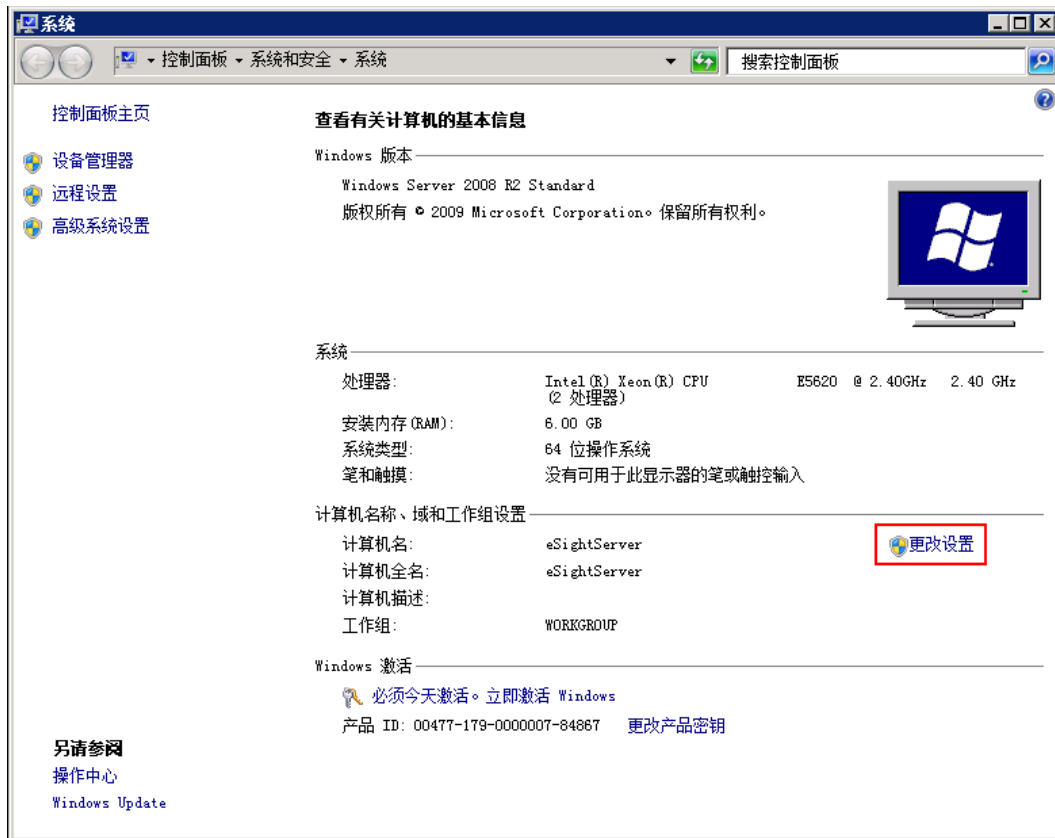 系统
控制面板 系统和安全 系统 搜索控制面板
控制面板主页
设备管理器
远程设置
高级系统设置
查看有关计算机的基本信息
Windows 版本
Windows Server 2008 R2 Standard
版权所有 © 2009 Microsoft Corporation。保留所有权利。
系统
处理器: Intel(R) Xeon(R) CPU E5620 @ 2.40GHz 2.40 GHz
(2 处理器)
安装内存(RAM): 6.00 GB
系统类型: 64 位操作系统
笔和触摸: 没有可用于此显示器的笔或触控输入
计算机名称、域和工作组设置
计算机名: eSightServer 更改设置
计算机全名: eSightServer
计算机描述:
工作组: WORKGROUP
Windows 激活
必须今天激活。立即激活 Windows
产品 ID: 00477-179-0000007-84867 更改产品密钥
另请参阅
操作中心
Windows Update